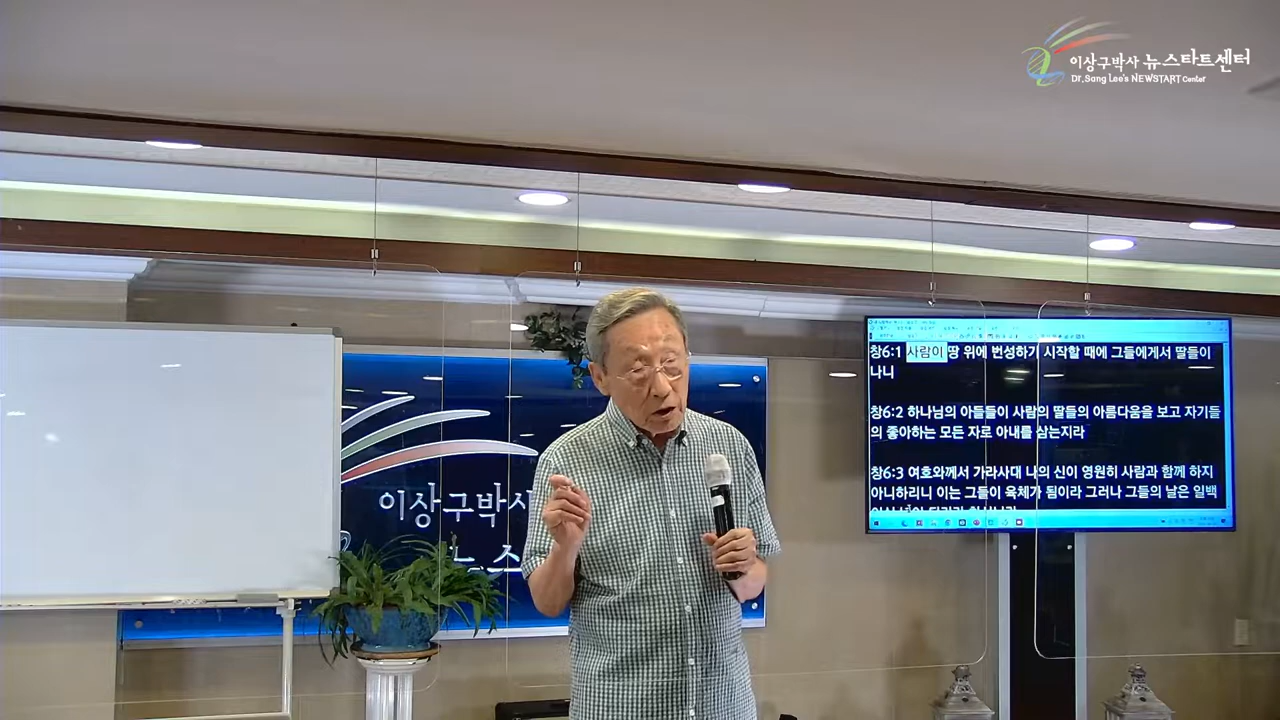 이상구박사 뉴스타트센터
Dr. Sang Lee's NEWSTART Center
창6:1 사람이 땅 위에 번성하기 시작할 때에 그들에게서 딸들이
나니
창6:2 하나님의 아들들이 사람의 딸들의 아름다움을 보고 자기들
의 좋아하는 모든 자로 아내를 삼는지라
창6:3 여호와께서 가라사대 나의 신이 영원히 사람과 함께 하지
아니하리니 이는 그들이 육체가 됨이라 그러나 그들의 날은 일백
이상구박사
뉴스